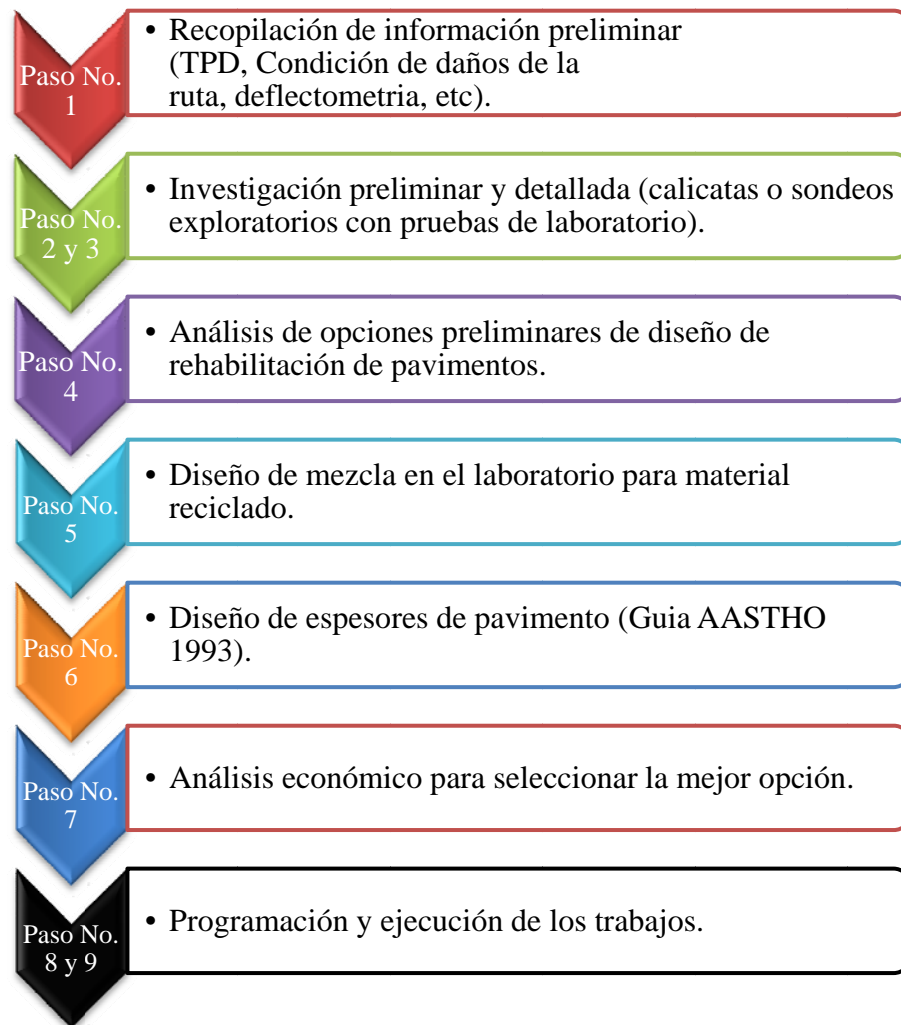 Paso No.
1
• Recopilación de información preliminar
(TPD, Condición de daños de la
ruta, deflectometria, etc).
Paso No.
2 y 3
• Investigación preliminar y detallada (calicatas o sondeos
exploratorios con pruebas de laboratorio).
Paso No.
4
• Análisis de opciones preliminares de diseño de
rehabilitación de pavimentos.
Paso No.
5
• Diseño de mezcla en el laboratorio para material
reciclado.
Paso No.
6
• Diseño de espesores de pavimento (Guia AASTHO
1993).
Paso No.
7
• Análisis económico para seleccionar la mejor opción.
Paso No.
8 y 9
• Programación y ejecución de los trabajos.